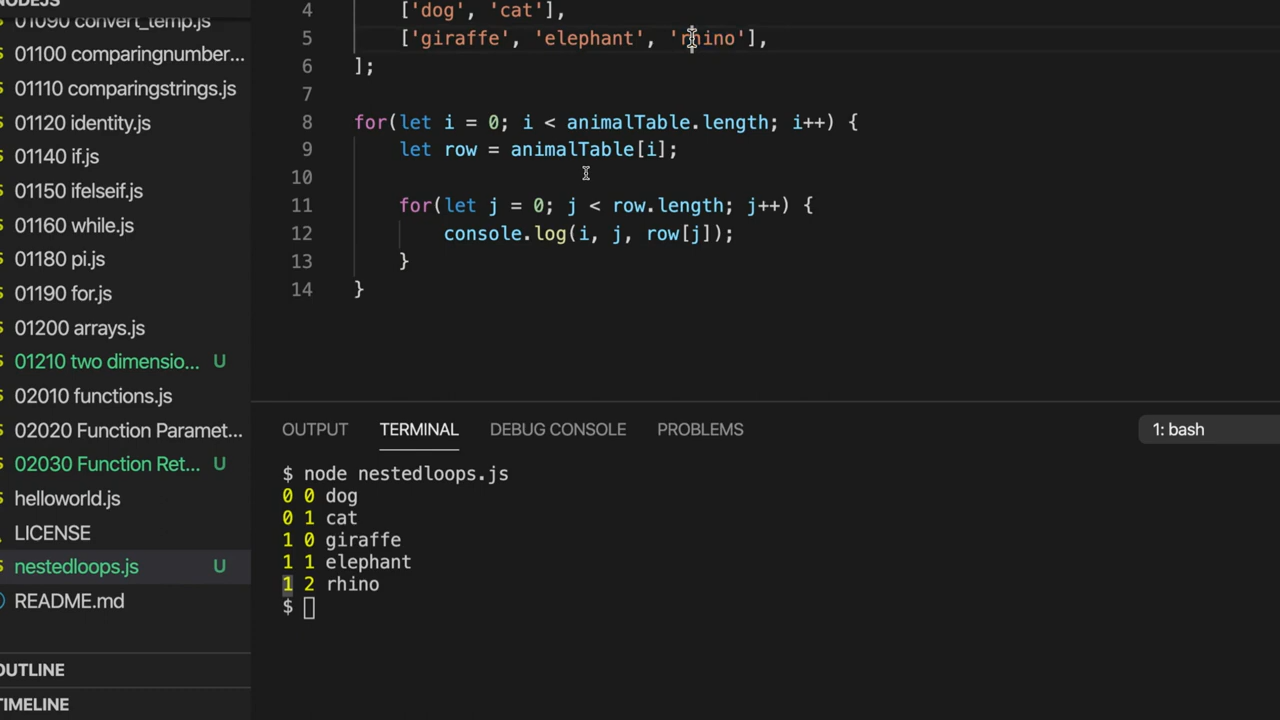 NODEJS
01090 convert_temp.js
01100 comparingnumber...
01110 comparingstrings.js
01120 identity.js
01140 if.js
01150 ifelseif.js
01160 while.js
01180 pi.js
01190 for.js
01200 arrays.js
01210 two dimensio... U
02010 functions.js
02020 Function Paramet...
02030 Function Ret... U
helloworld.js
LICENSE
nestedloops.js U
README.md
OUTLINE
TIMELINE
4 ['dog', 'cat'],
5 ['giraffe', 'elephant', 'rhino'],
6 ];
7
8 for(let i = 0; i < animalTable.length; i++) {
9 let row = animalTable[i];
10
11 for(let j = 0; j < row.length; j++) {
12 console.log(i, j, row[j]);
13 }
14 }
OUTPUT TERMINAL DEBUG CONSOLE PROBLEMS 1: bash
$ node nestedloops.js
0 0 dog
0 1 cat
1 0 giraffe
1 1 elephant
1 2 rhino
$